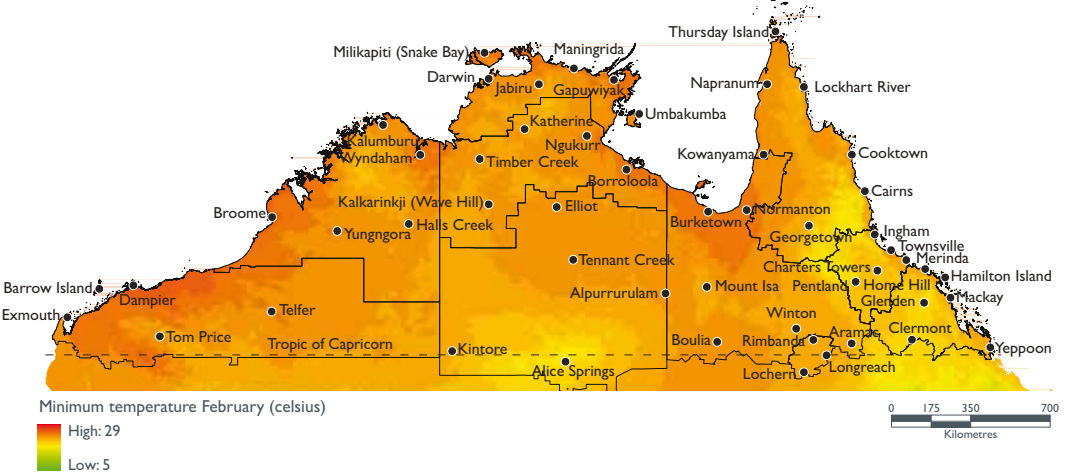 Thursday Island
Milikapiti (Snake Bay)
Maningrida
Darwin
Jabiru
Gapuwiyak
Napranum
Lockhart River
Umbakumba
Katherine
Kalumburu
Ngukurr
Wyndaham
Timber Creek
Kowanyama
Cooktown
Borroloola
Cairns
Kalkarinkji (Wave Hill)
Elliot
Broome
Halls Creek
Burketown
Normanton
Yungngora
Georgetown
Ingham
Townsville
Merinda
Tennant Creek
Charters Towers
Hamilton Island
Barrow Island
Dampier
Alpurrurulam
Mount Isa
Pentland
Home Hill
Mackay
Glenden
Exmouth
Telfer
Winton
Tom Price
Tropic of Capricorn
Kintore
Boulia
Rimbanda
Aramac
Clermont
Yeppoon
Alice Springs
Longreach
Lochern
Minimum temperature February (celsius)
High: 29
Low: 5
0 175 350 700
Kilometres